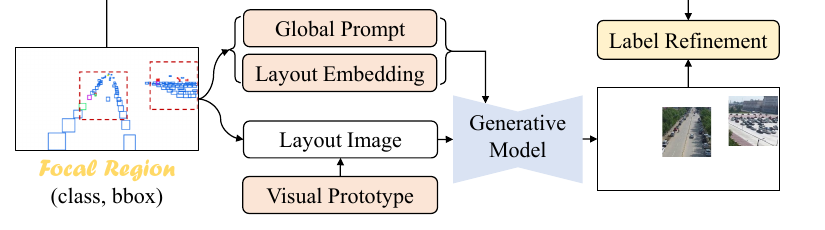 Global Prompt
Label Refinement
Layout Embedding
Generative
Model
Layout Image
Focal Region
(class, bbox)
Visual Prototype